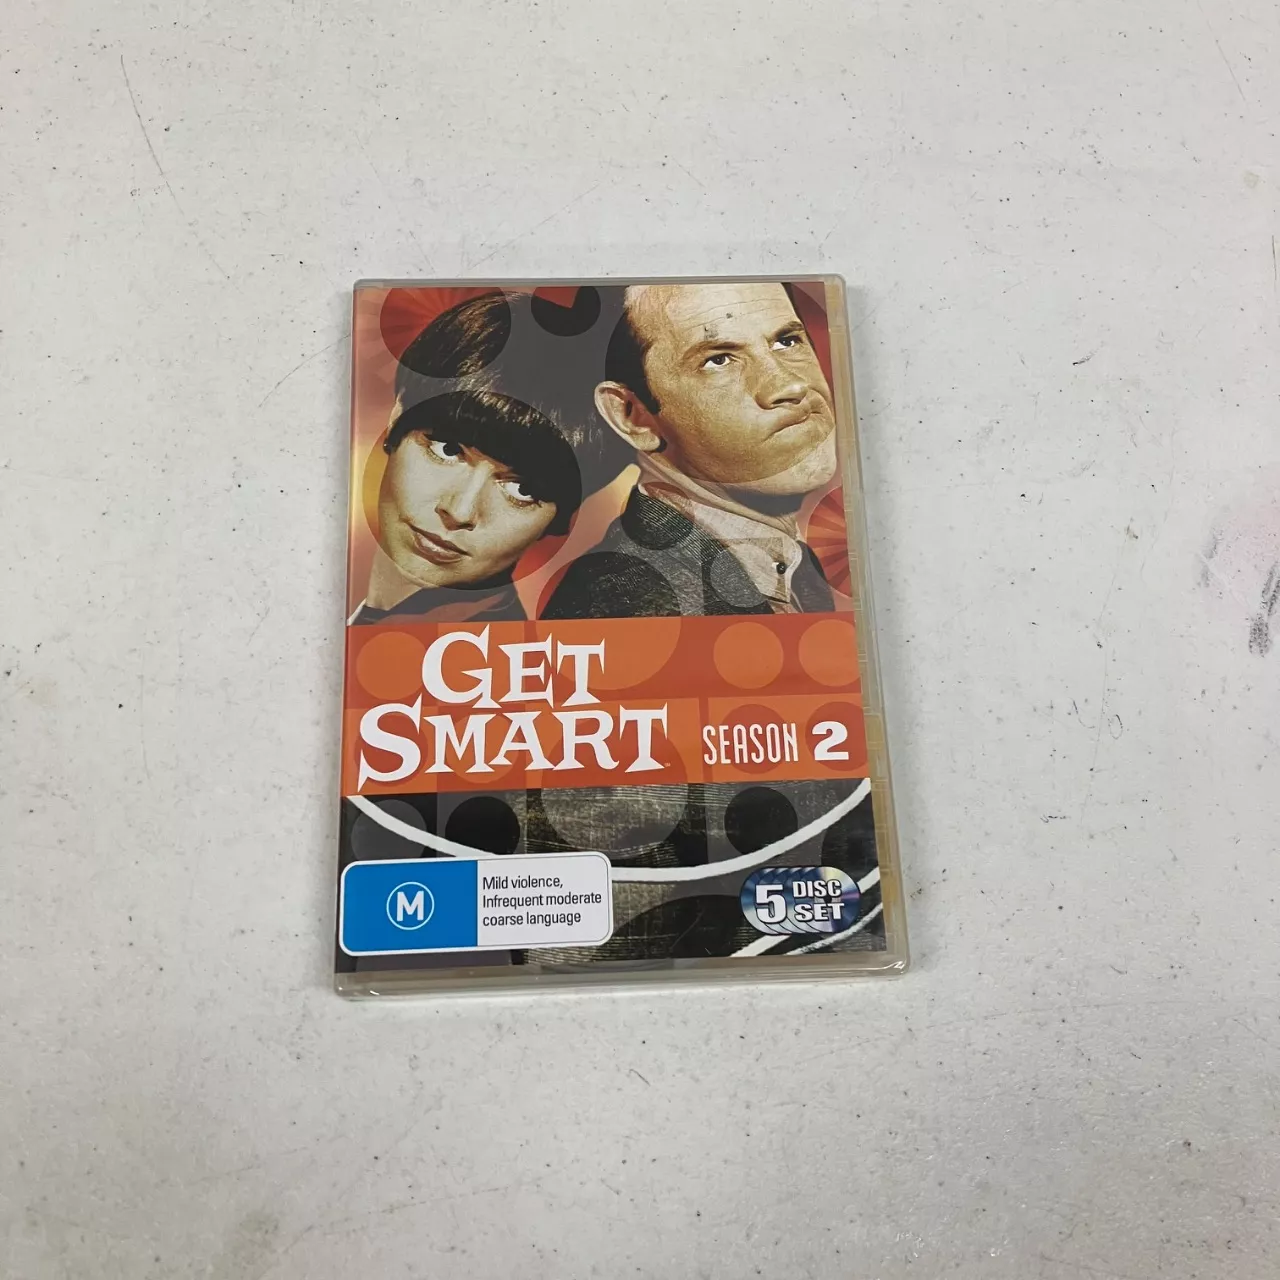 GET
SMART
SEASON 2
M
Mild violence,
Infrequent moderate
coarse language
5 DISC
SET